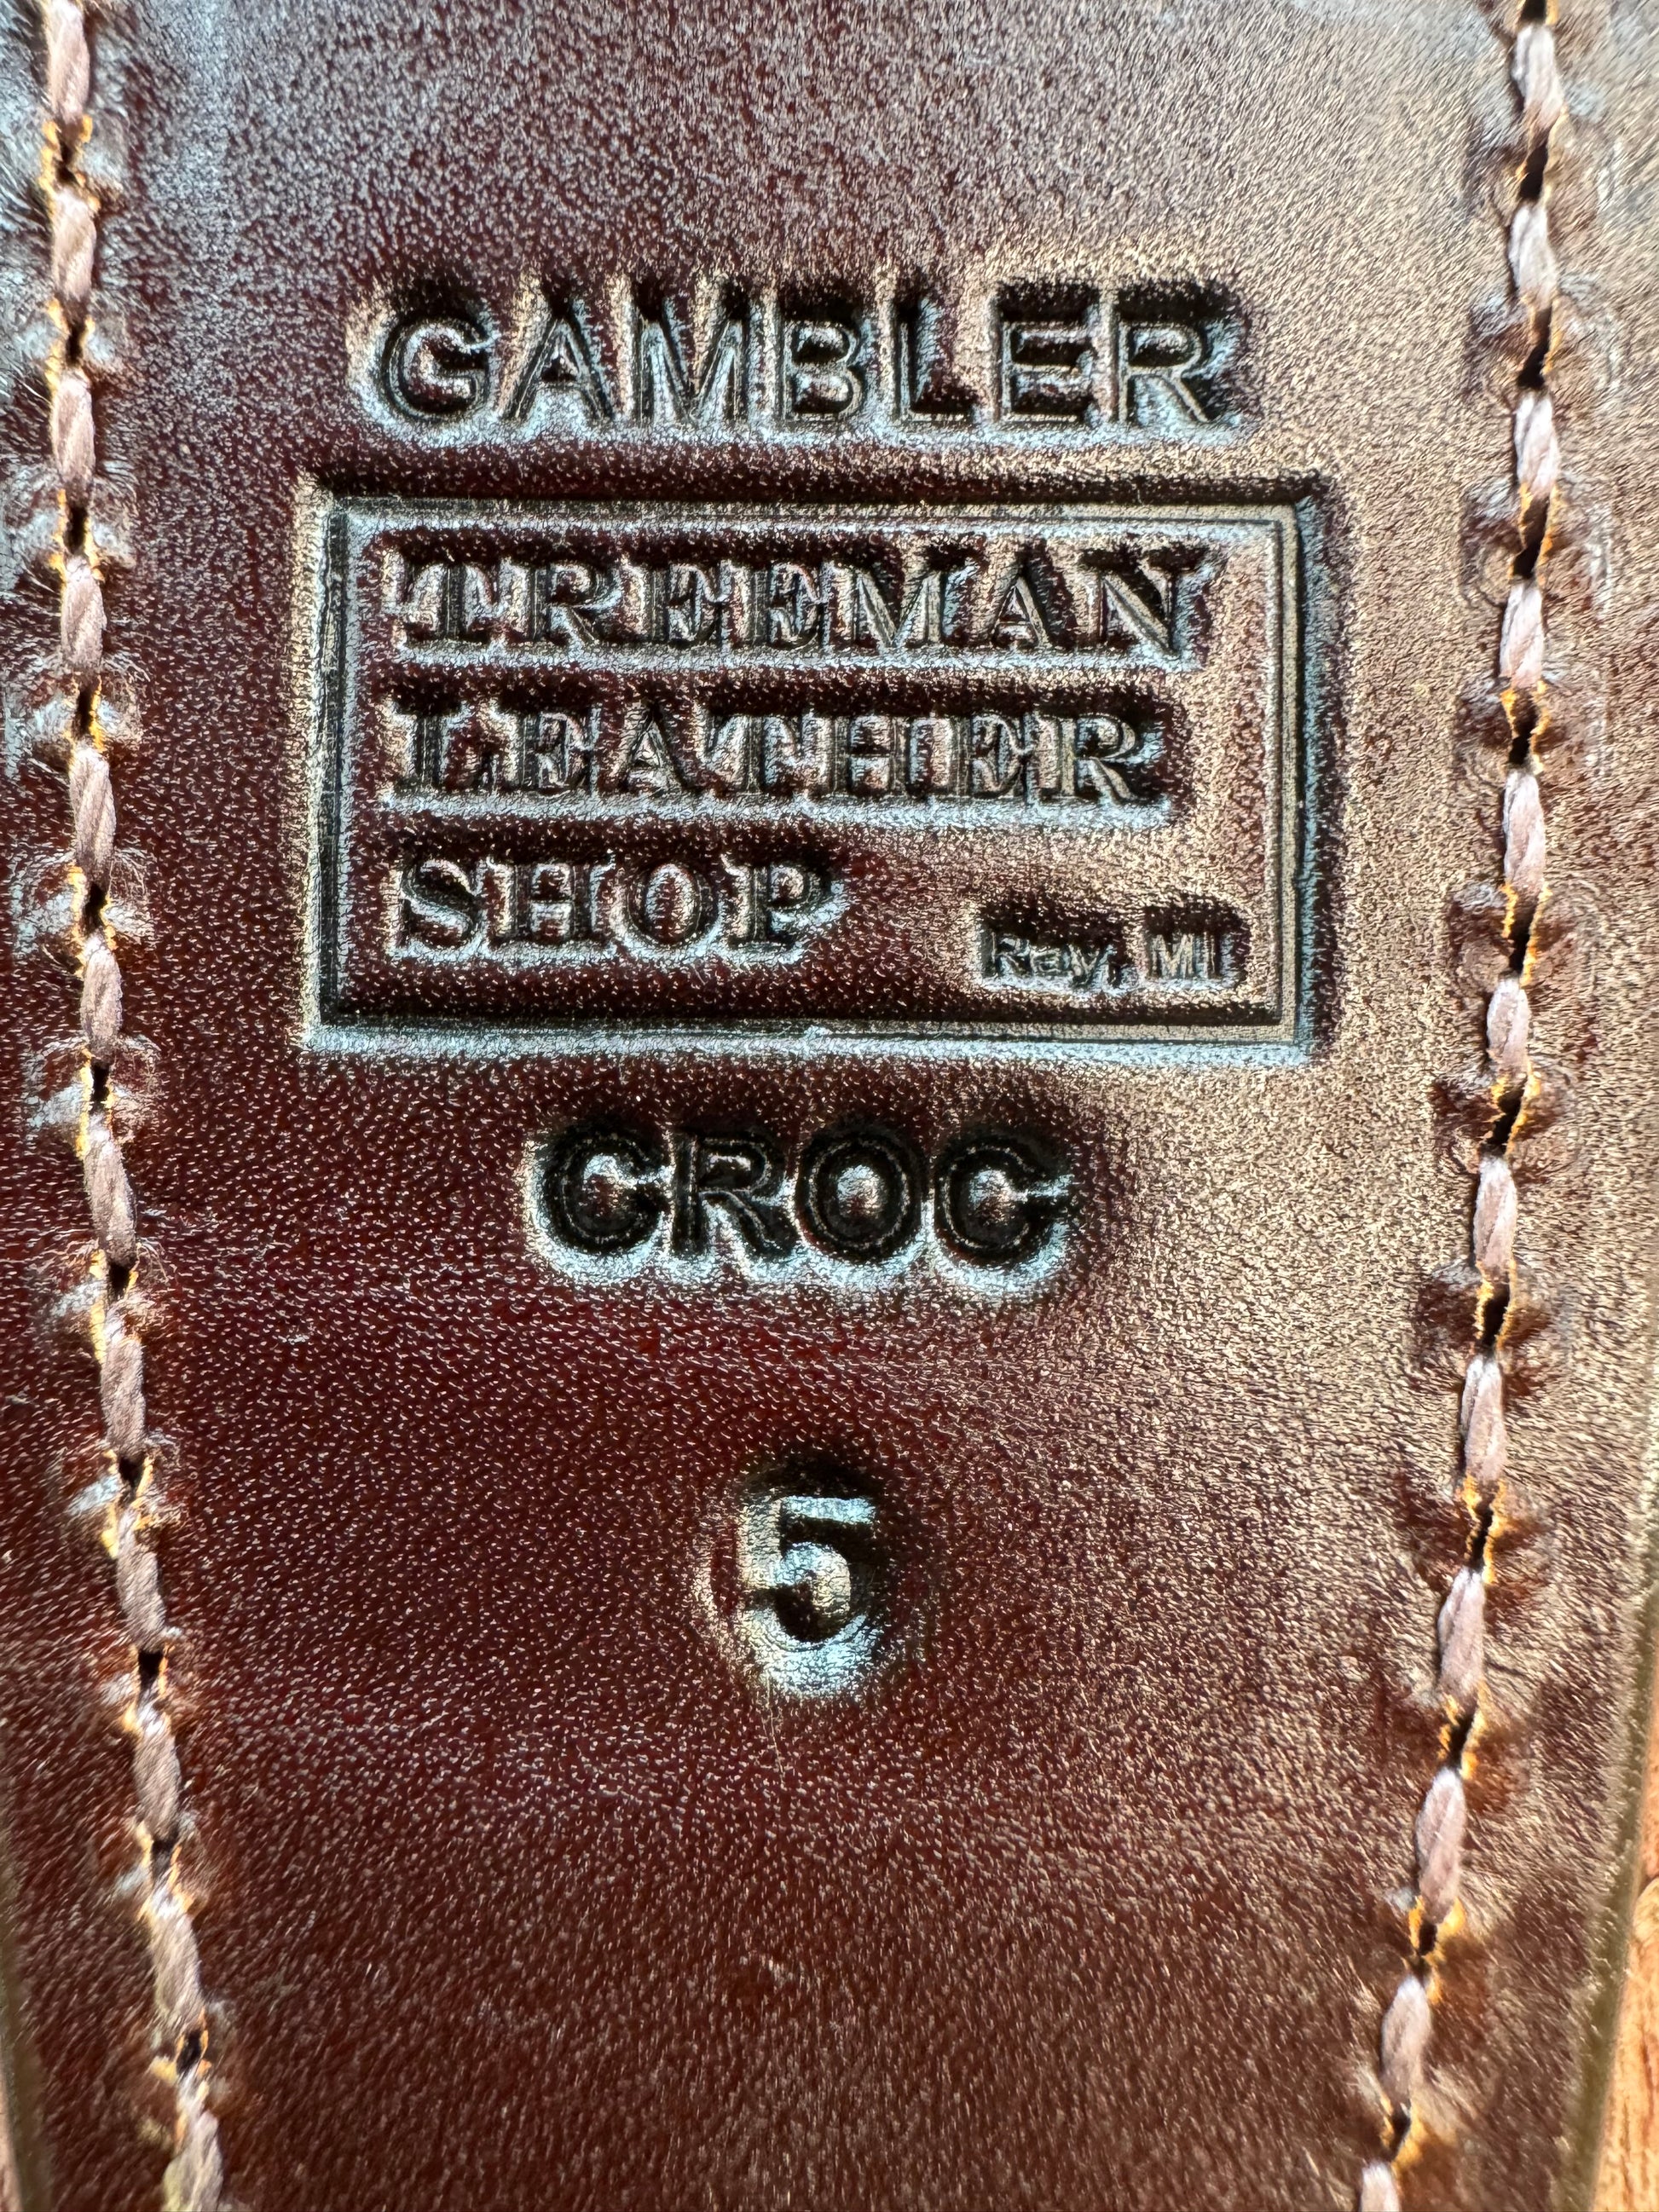 GAMBLER
TREEMAN
LEATHER
SHOP
Ray, MI
CROC
5